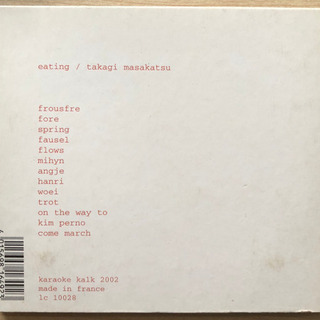 eating / takagi masakatsu
frousfre
fore
spring
fausel
flows
mihyn
angje
hanri
woei
trot
on the way to
kim perno
come march
karaoke kalk 2002
made in france
lc 10028